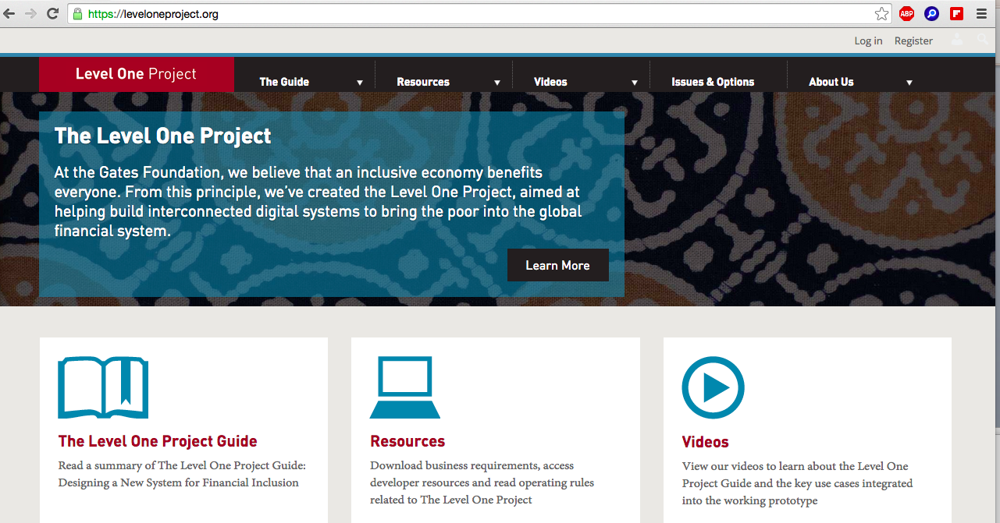 https://leveloneproject.org
ABP
Log in Register
Level One Project
The Guide ▼ Resources ▼ Videos ▼ Issues & Options About Us ▼
The Level One Project
At the Gates Foundation, we believe that an inclusive economy benefits
everyone. From this principle, we’ve created the Level One Project, aimed at
helping build interconnected digital systems to bring the poor into the global
financial system.
Learn More
The Level One Project Guide
Read a summary of The Level One Project Guide:
Designing a New System for Financial Inclusion
Resources
Download business requirements, access
developer resources and read operating rules
related to The Level One Project
Videos
View our videos to learn about the Level One
Project Guide and the key use cases integrated
into the working prototype